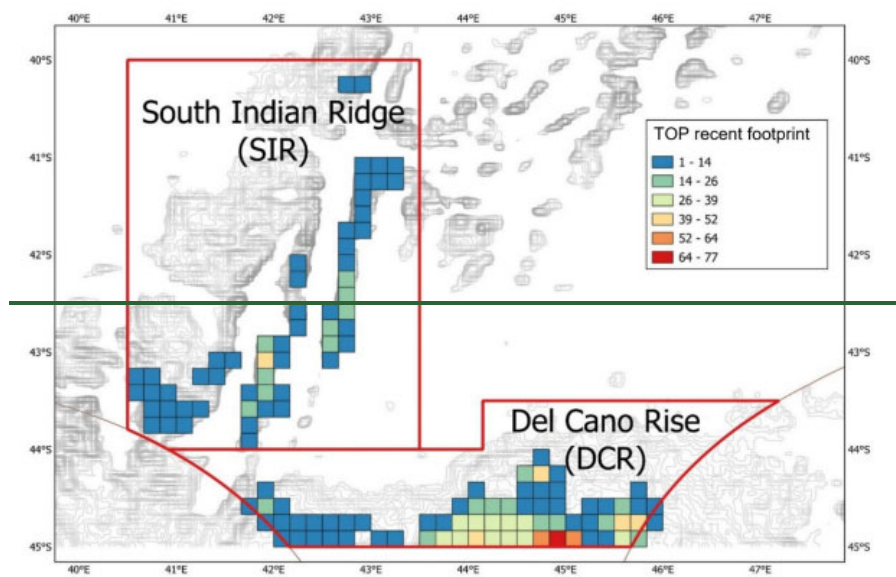 40°E 41°E 42°E 43°E 44°E 45°E 46°E 47°E
40°S 40°S
South Indian Ridge
(SIR)
TOP recent footprint
1 - 14
14 - 26
26 - 39
39 - 52
52 - 64
64 - 77
41°S 41°S
42°S 42°S
43°S 43°S
Del Cano Rise
(DCR)
44°S 44°S
45°S 45°S
40°E 41°E 42°E 43°E 44°E 45°E 46°E 47°E